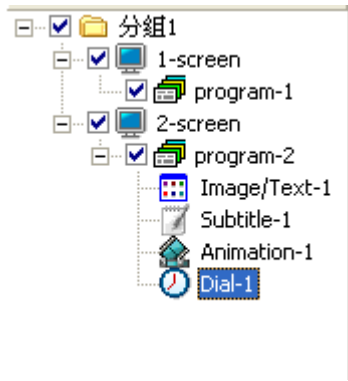 分組1
1-screen
program-1
2-screen
program-2
Image/Text-1
Subtitle-1
Animation-1
Dial-1